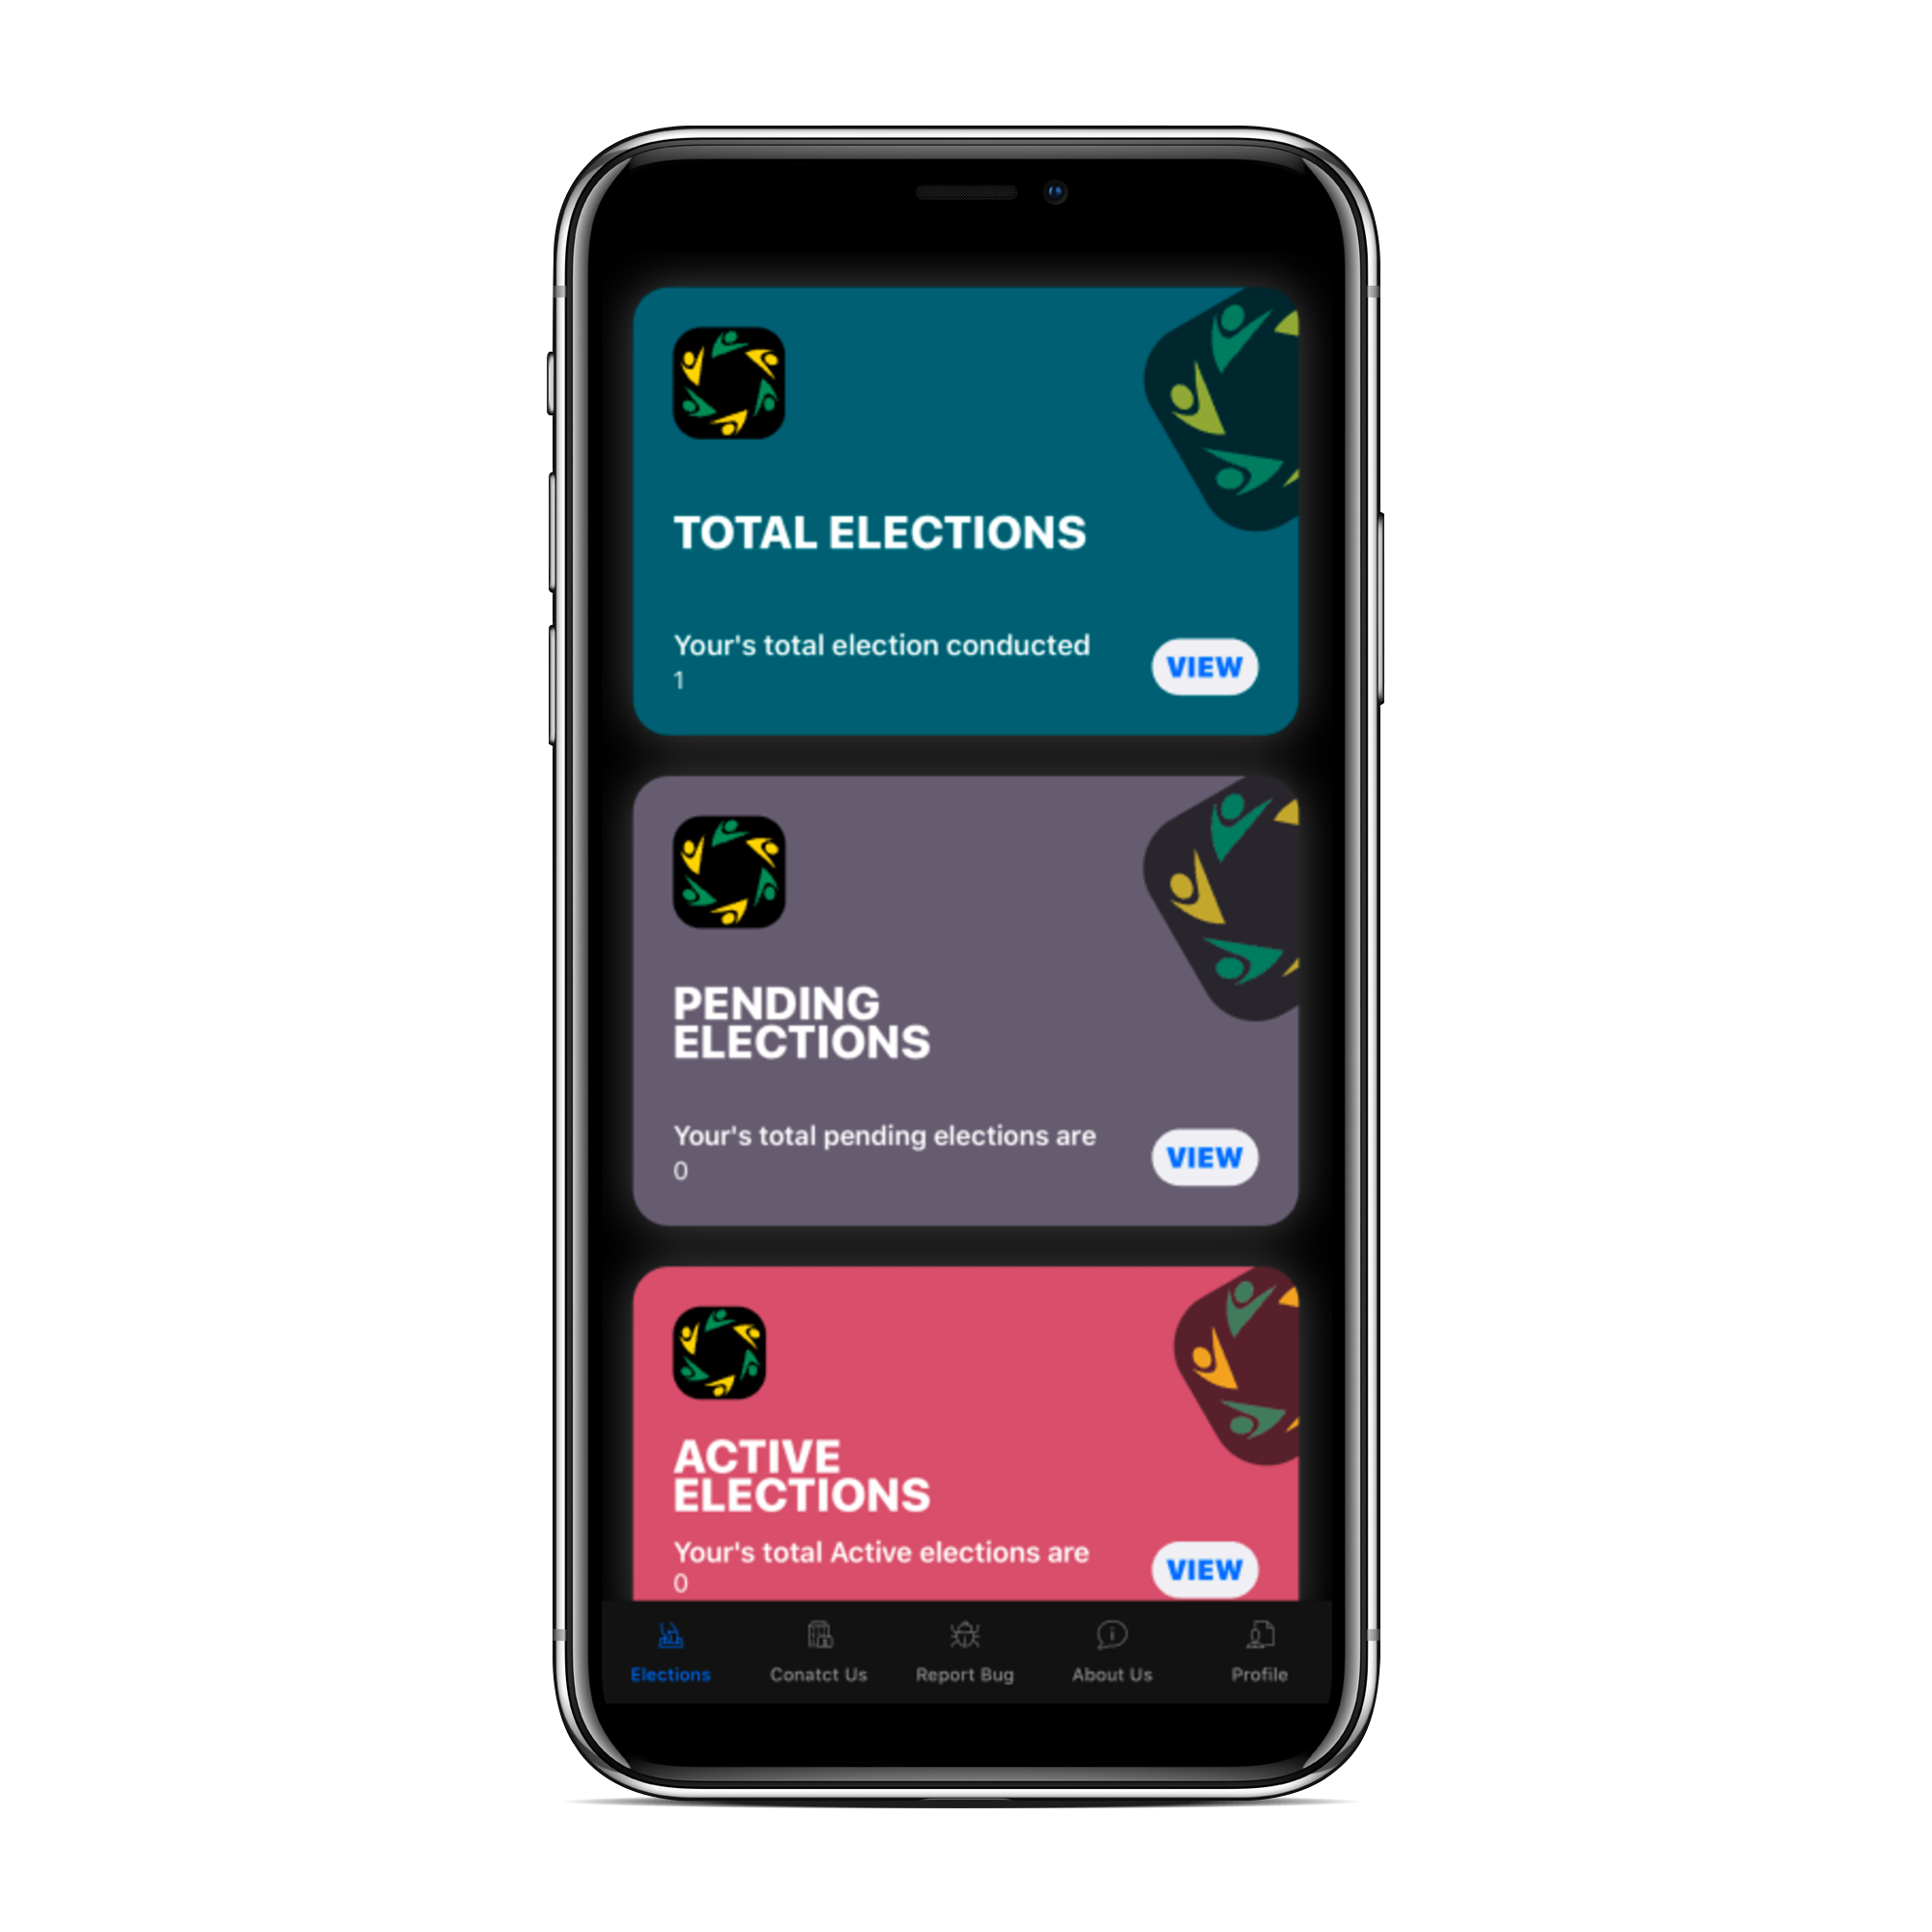 TOTAL ELECTIONS
Your's total election conducted
1
VIEW
PENDING
ELECTIONS
Your's total pending elections are
0
VIEW
ACTIVE
ELECTIONS
Your's total Active elections are
0
VIEW
Elections
Conatct Us
Report Bug
About Us
Profile